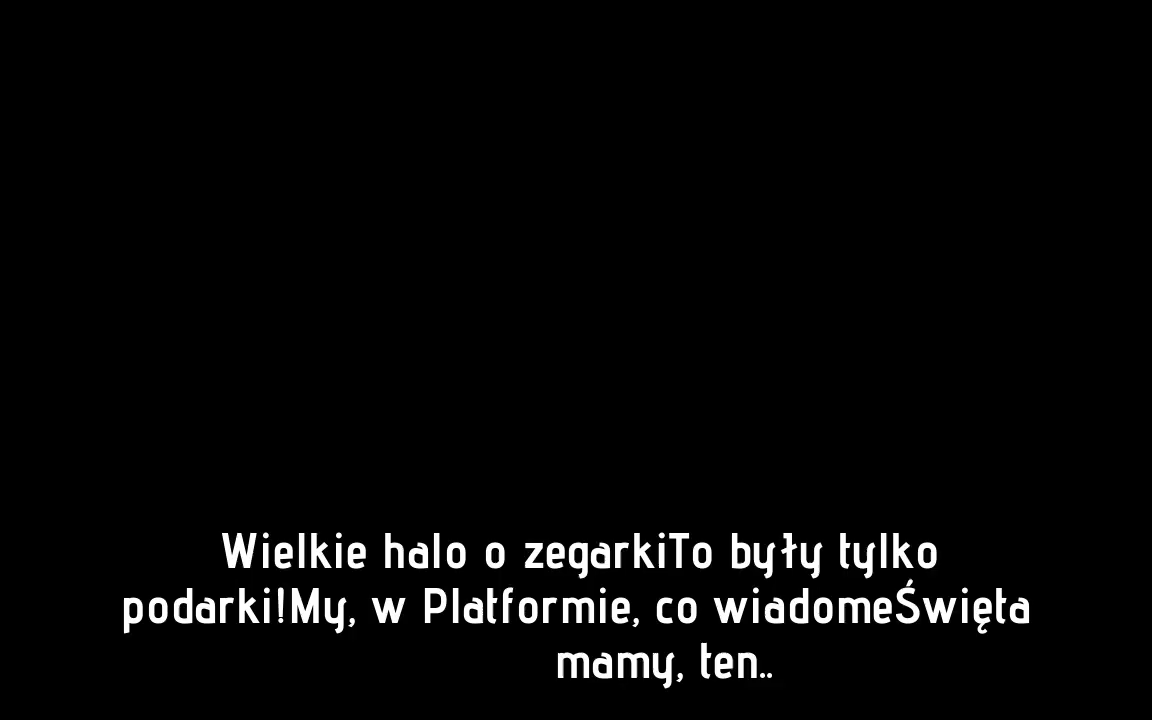 Wielkie halo o zegarkiTo były tylko
podarki!My, w Platformie, co wiadomeŚwięta
mamy, ten..